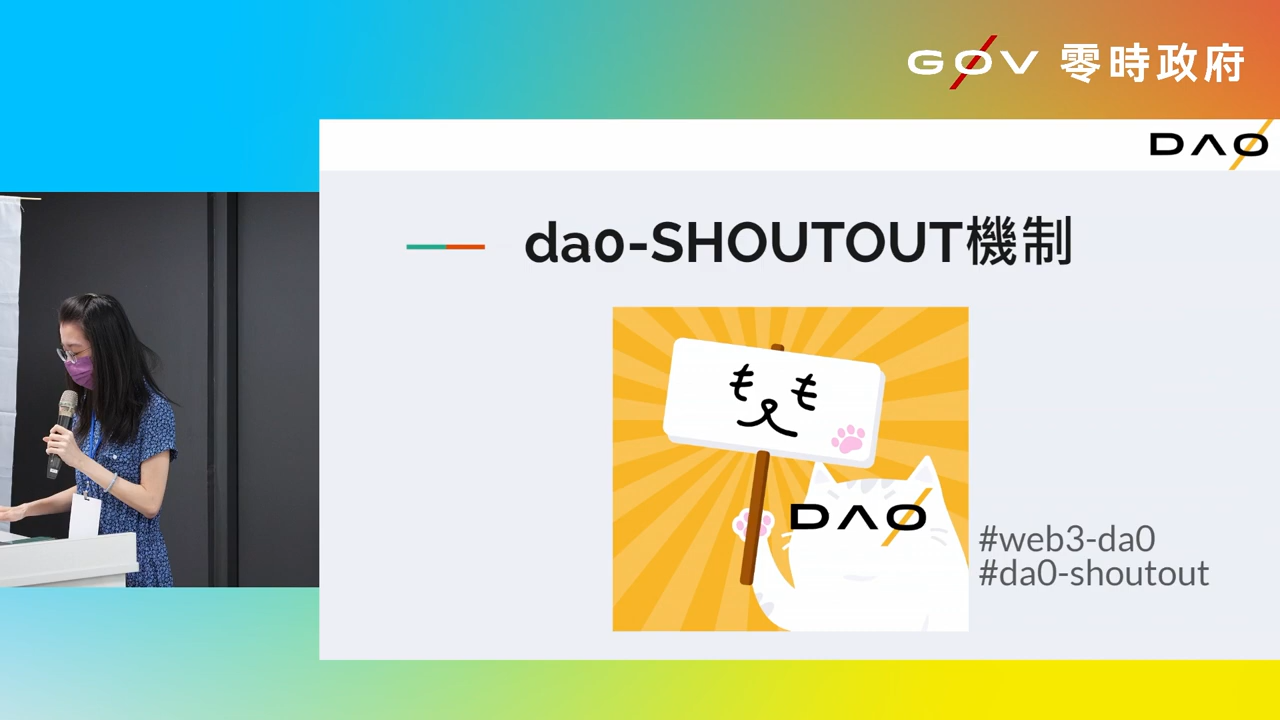 GOV 零時政府
DAO
da0-SHOUTOUT機制
も も
DAO
#web3-da0
#da0-shoutout